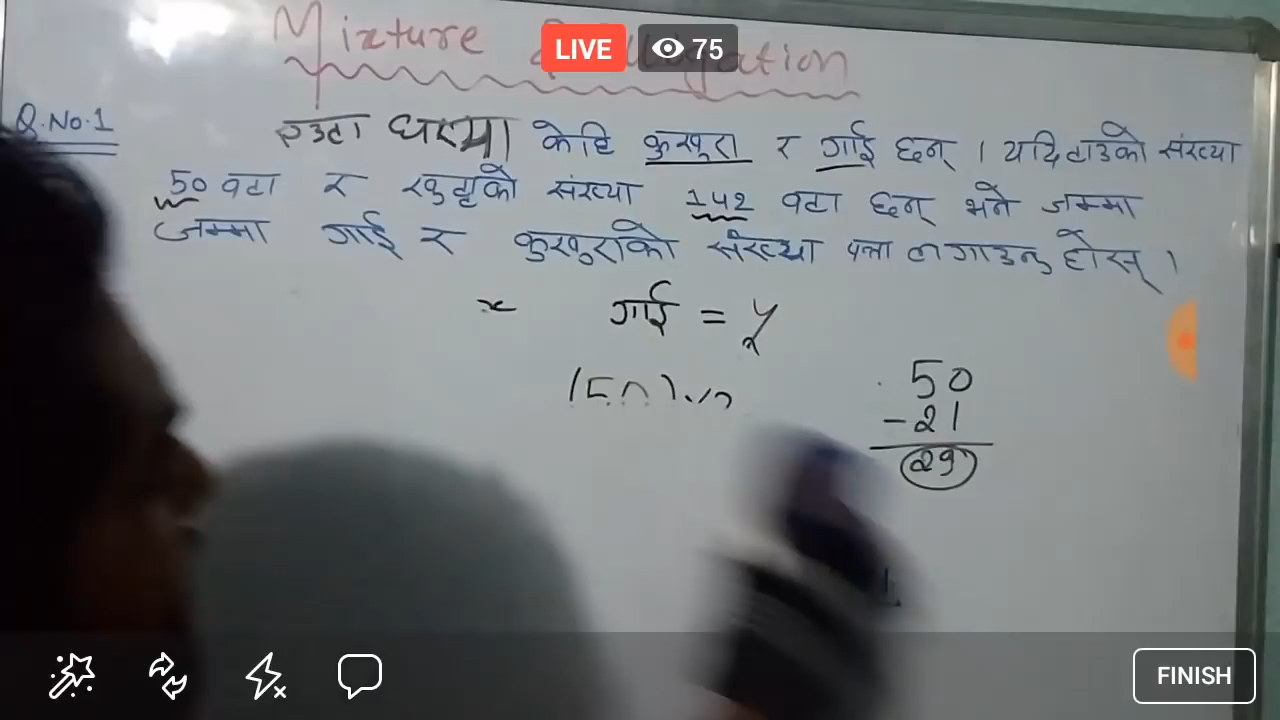 Mixture & Alligation
LIVE 75
Q.No.1 एउटा घरमा केहि कुखुरा र गाई छन् । यदि टाउको संख्या
50 वटा र खुट्टाको संख्या 142 वटा छन् भने जम्मा
जम्मा गाई र कुखुराको संख्या पत्ता लगाउनु होस् ।
x गाई = y
50
-21
29
FINISH